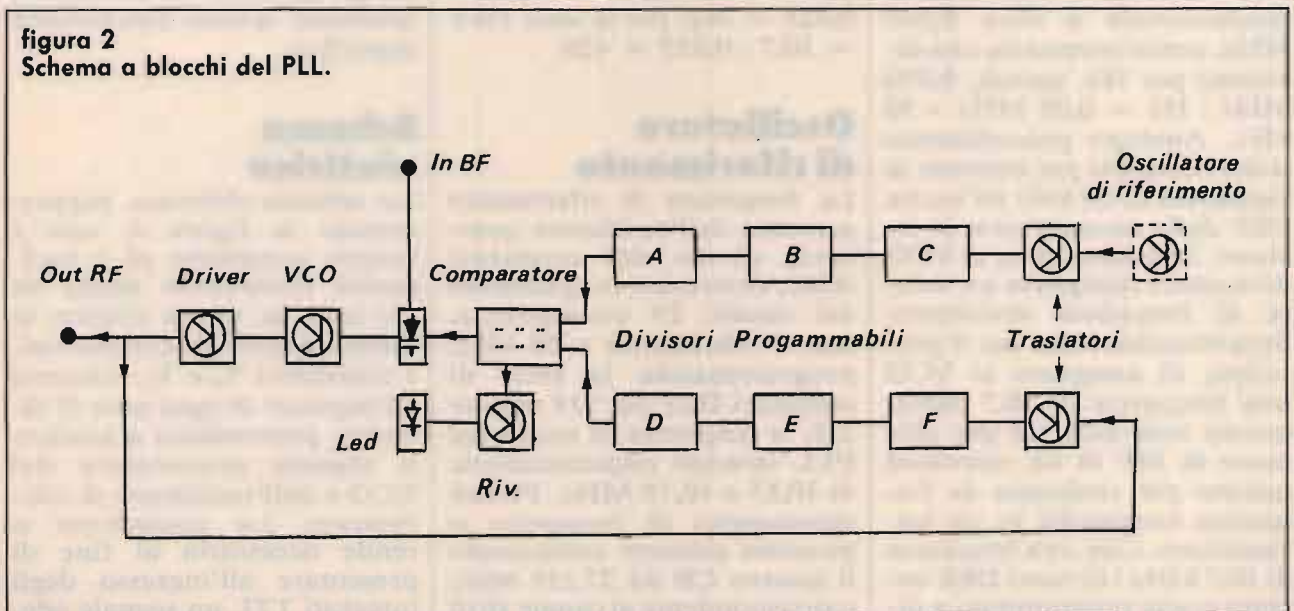 figura 2
Schema a blocchi del PLL.
In BF
Oscillatore
di riferimento
Out RF
Driver
VCO
Comparatore
A
B
C
Divisori Progammabili
Traslatori
Led
Riv.
D
E
F